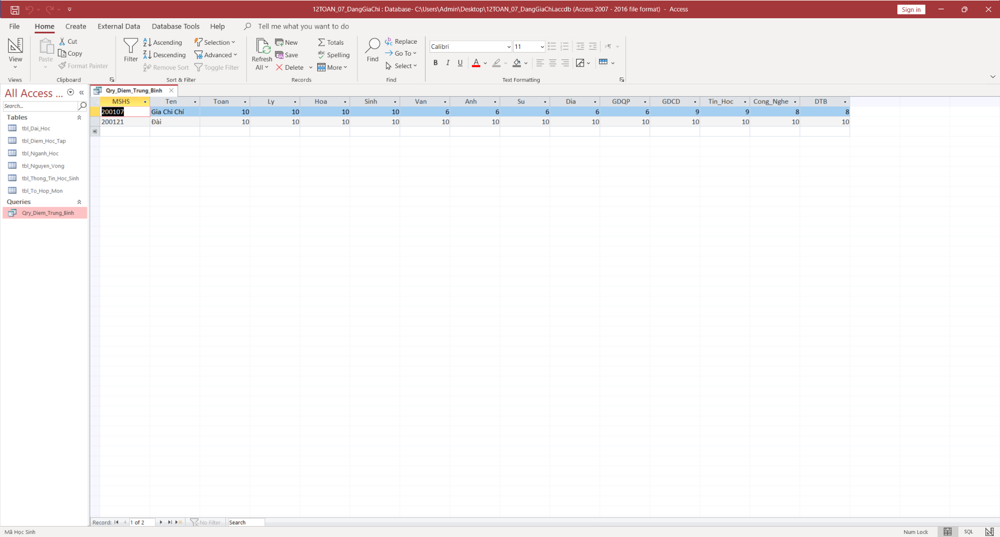 12TOAN_07_DangGiaChi : Database- C:\Users\Admin\Desktop\12TOAN_07_DangGiaChi.accdb (Access 2007 - 2016 file format) - Access
Sign in
File Home Create External Data Database Tools Help Tell me what you want to do
View
Views
Paste
Cut
Copy
Format Painter
Clipboard
Filter
Ascending
Descending
Remove Sort
Selection
Advanced
Toggle Filter
Sort & Filter
Refresh
All
New
Save
Delete
Totals
Spelling
More
Records
Find
Replace
Go To
Select
Find
Calibri 11
B I U A
Text Formatting
All Access ...
Search...
Tables
tbl_Dai_Hoc
tbl_Diem_Hoc_Tap
tbl_Nganh_Hoc
tbl_Nguyen_Vong
tbl_Thong_Tin_Hoc_Sinh
tbl_To_Hop_Mon
Queries
Qry_Diem_Trung_Binh
Qry_Diem_Trung_Binh
MSHS Ten Toan Ly Hoa Sinh Van Anh Su Dia GDQP GDCD Tin_Hoc Cong_Nghe DTB
200107 Gia Chi Chí 10 10 10 10 6 6 6 6 6 9 9 8 8
200121 Đài 10 10 10 10 10 10 10 10 10 10 10 10 10
Record: 1 of 2 No Filter Search
Mã Học Sinh
Num Lock
SQL